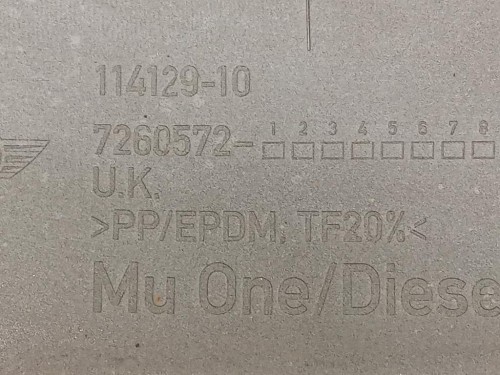 114129-10
7260572- 1 2 3 4 5 6 7 8
U.K.
>PP/EPDM, TF20%<
Mu One/Diese